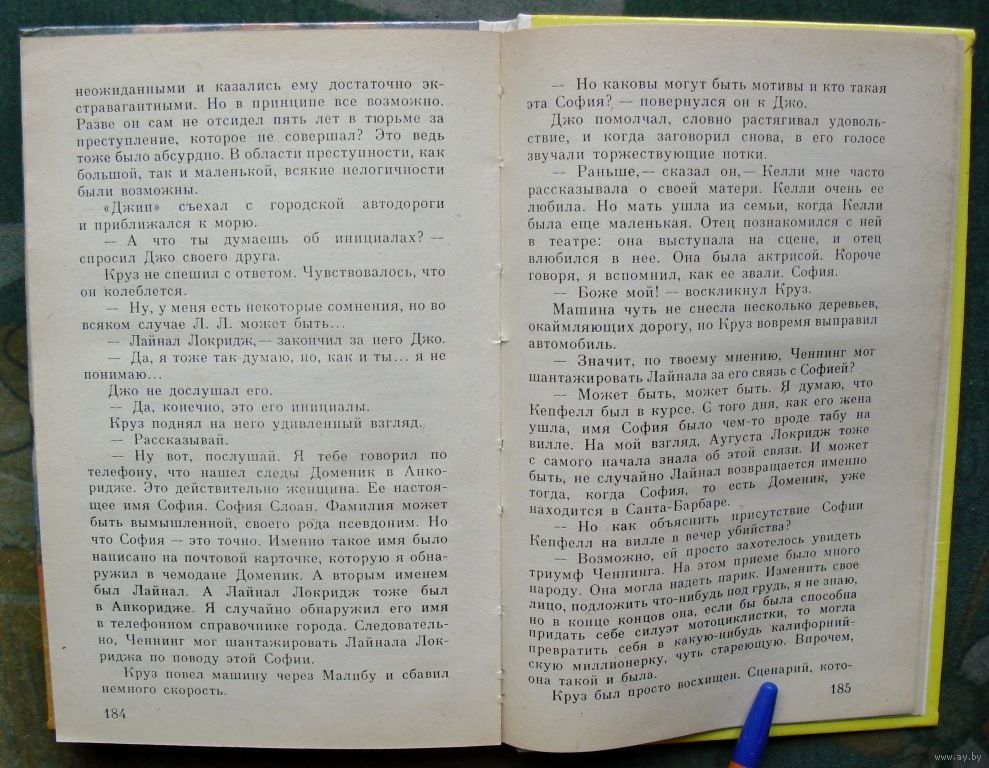 неожиданными и казались ему достаточно эк-
стравагантными. Но в принципе все возможно.
Разве он сам не отсидел пять лет в тюрьме за
преступление, которое не совершал? Это ведь
тоже было абсурдно. В области преступности, как
большой, так и маленькой, всякие нелогичности
были возможны.
— «Джип» съехал с городской автодороги
и приближался к морю.
— А что ты думаешь об инициалах? —
спросил Джо своего друга.
Круз не спешил с ответом. Чувствовалось, что
он колеблется.
— Ну, у меня есть некоторые сомнения, но во
всяком случае Л. Л. может быть...
— Лайнал Локридж,— закончил за него Джо.
— Да, я тоже так думаю, но, как и ты... я не
понимаю...
Джо не дослушал его.
— Да, конечно, это его инициалы.
Круз поднял на него удивленный взгляд.
— Рассказывай.
— Ну вот, послушай. Я тебе говорил по
телефону, что нашел следы Доменик в Анко-
ридже. Это действительно женщина. Ее настоя-
щее имя София. София Слоан. Фамилия может
быть вымышленной, своего рода псевдоним. Но
что София — это точно. Именно такое имя было
написано на почтовой карточке, которую я обна-
ружил в чемодане Доменик. А вторым именем
был Лайнал. А Лайнал Локридж тоже был
в Анкоридже. Я случайно обнаружил его имя
в телефонном справочнике города. Следователь-
но, Ченнинг мог шантажировать Лайнала Лок-
риджа по поводу этой Софии.
Круз повел машину через Малибу и сбавил
немного скорость.
184
— Но каковы могут быть мотивы и кто такая
эта София? — повернулся он к Джо.
Джо помолчал, словно растягивал удоволь-
ствие, и когда заговорил снова, в его голосе
звучали торжествующие нотки.
— Раньше,— сказал он,— Келли мне часто
рассказывала о своей матери. Келли очень ее
любила. Но мать ушла из семьи, когда Келли
была еще маленькая. Отец познакомился с ней
в театре: она выступала на сцене, и отец
влюбился в нее. Она была актрисой. Короче
говоря, я вспомнил, как ее звали. София.
— Боже мой! — воскликнул Круз.
Машина чуть не снесла несколько деревьев,
окаймляющих дорогу, но Круз вовремя выправил
автомобиль.
— Значит, по твоему мнению, Ченнинг мог
шантажировать Лайнала за его связь с Софией?
— Может быть, может быть. Я думаю, что
Кепфелл был в курсе. С того дня, как его жена
ушла, имя София было чем-то вроде табу на
вилле. На мой взгляд, Аугуста Локридж тоже
с самого начала знала об этой связи. И может
быть, не случайно Лайнал возвращается именно
тогда, когда София, то есть Доменик, уже
находится в Санта-Барбаре.
— Но как объяснить присутствие Софии
Кепфелл на вилле в вечер убийства?
— Возможно, ей просто захотелось увидеть
триумф Ченнинга. На этом приеме было много
народу. Она могла надеть парик. Изменить свое
лицо, подложить что-нибудь под грудь, я не знаю,
но в конце концов она, если бы была способна
придать себе силуэт мотоциклистки, то могла
превратить себя в какую-нибудь калифорний-
скую миллионерку, чуть стареющую. Впрочем,
она такой и была.
Круз был просто восхищен. Сценарий, кото-
185
www.ay.by